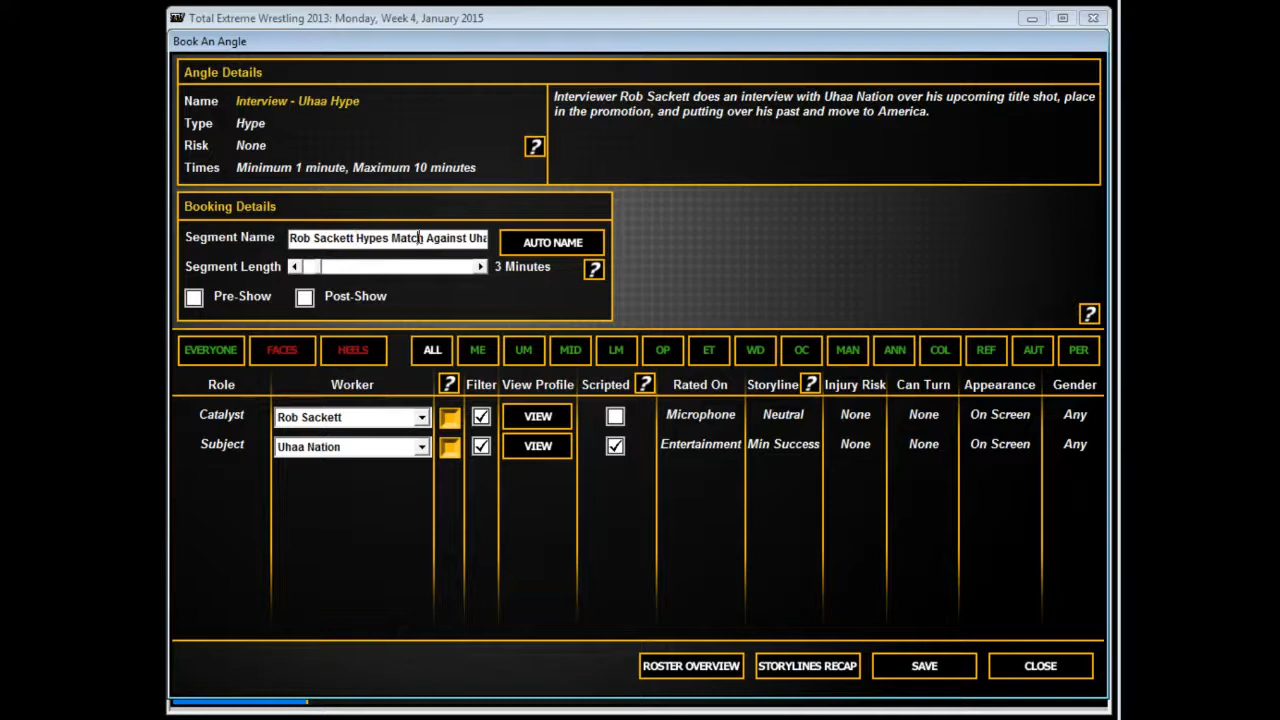 Total Extreme Wrestling 2013: Monday, Week 4, January 2015
Book An Angle
Angle Details
Name Interview - Uhaa Hype
Type Hype
Risk None
?
Times Minimum 1 minute, Maximum 10 minutes
Interviewer Rob Sackett does an interview with Uhaa Nation over his upcoming title shot, place
in the promotion, and putting over his past and move to America.
Booking Details
Segment Name Rob Sackett Hypes Match Against Uha AUTO NAME
Segment Length 3 Minutes ?
Pre-Show Post-Show
?
EVERYONE FACES HEELS ALL ME UM MID LM OP ET WD OC MAN ANN COL REF AUT PER
Role Worker ? Filter View Profile Scripted ? Rated On Storyline ? Injury Risk Can Turn Appearance Gender
Catalyst Rob Sackett VIEW Microphone Neutral None None On Screen Any
Subject Uhaa Nation VIEW Entertainment Min Success None None On Screen Any
ROSTER OVERVIEW STORYLINES RECAP SAVE CLOSE